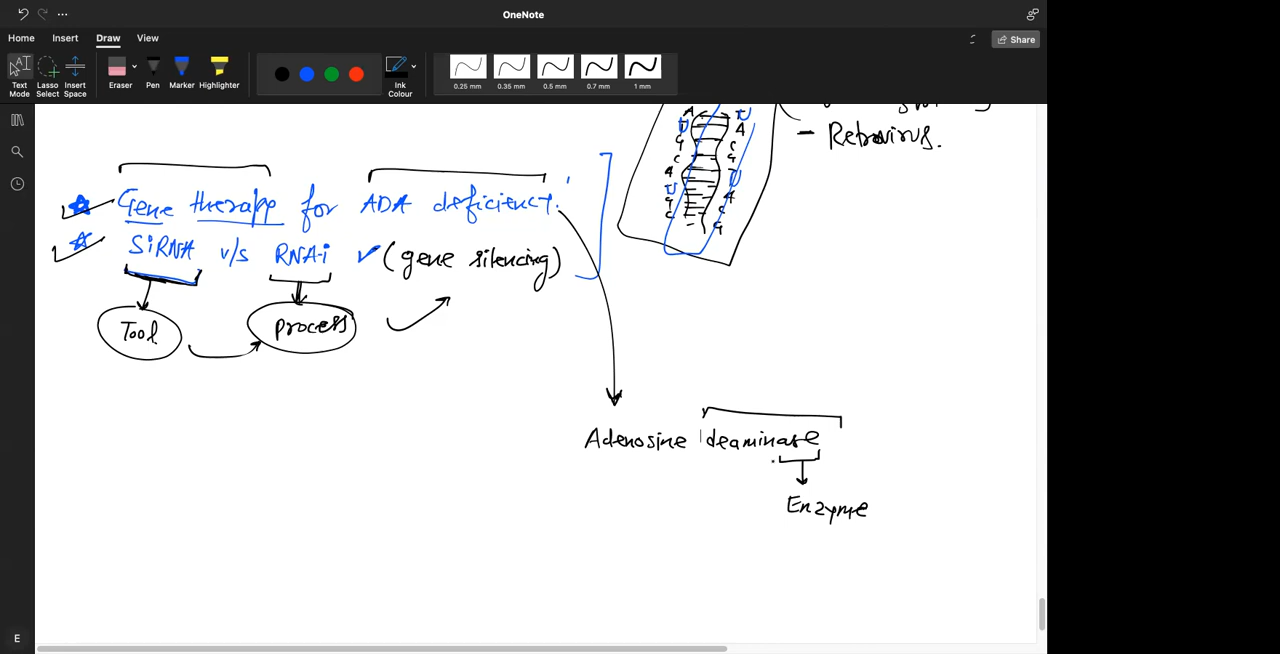 OneNote
Home Insert Draw View
Share
Text Mode
Lasso Select
Insert Space
Eraser
Pen
Marker
Highlighter
Ink Colour
0.25 mm 0.35 mm 0.5 mm 0.7 mm 1 mm
- Retrovirus.
Gene therapy for ADA deficiency.
SiRNA v/s RNAi (gene silencing)
Tool
process
Adenosine deaminase
Enzyme
E